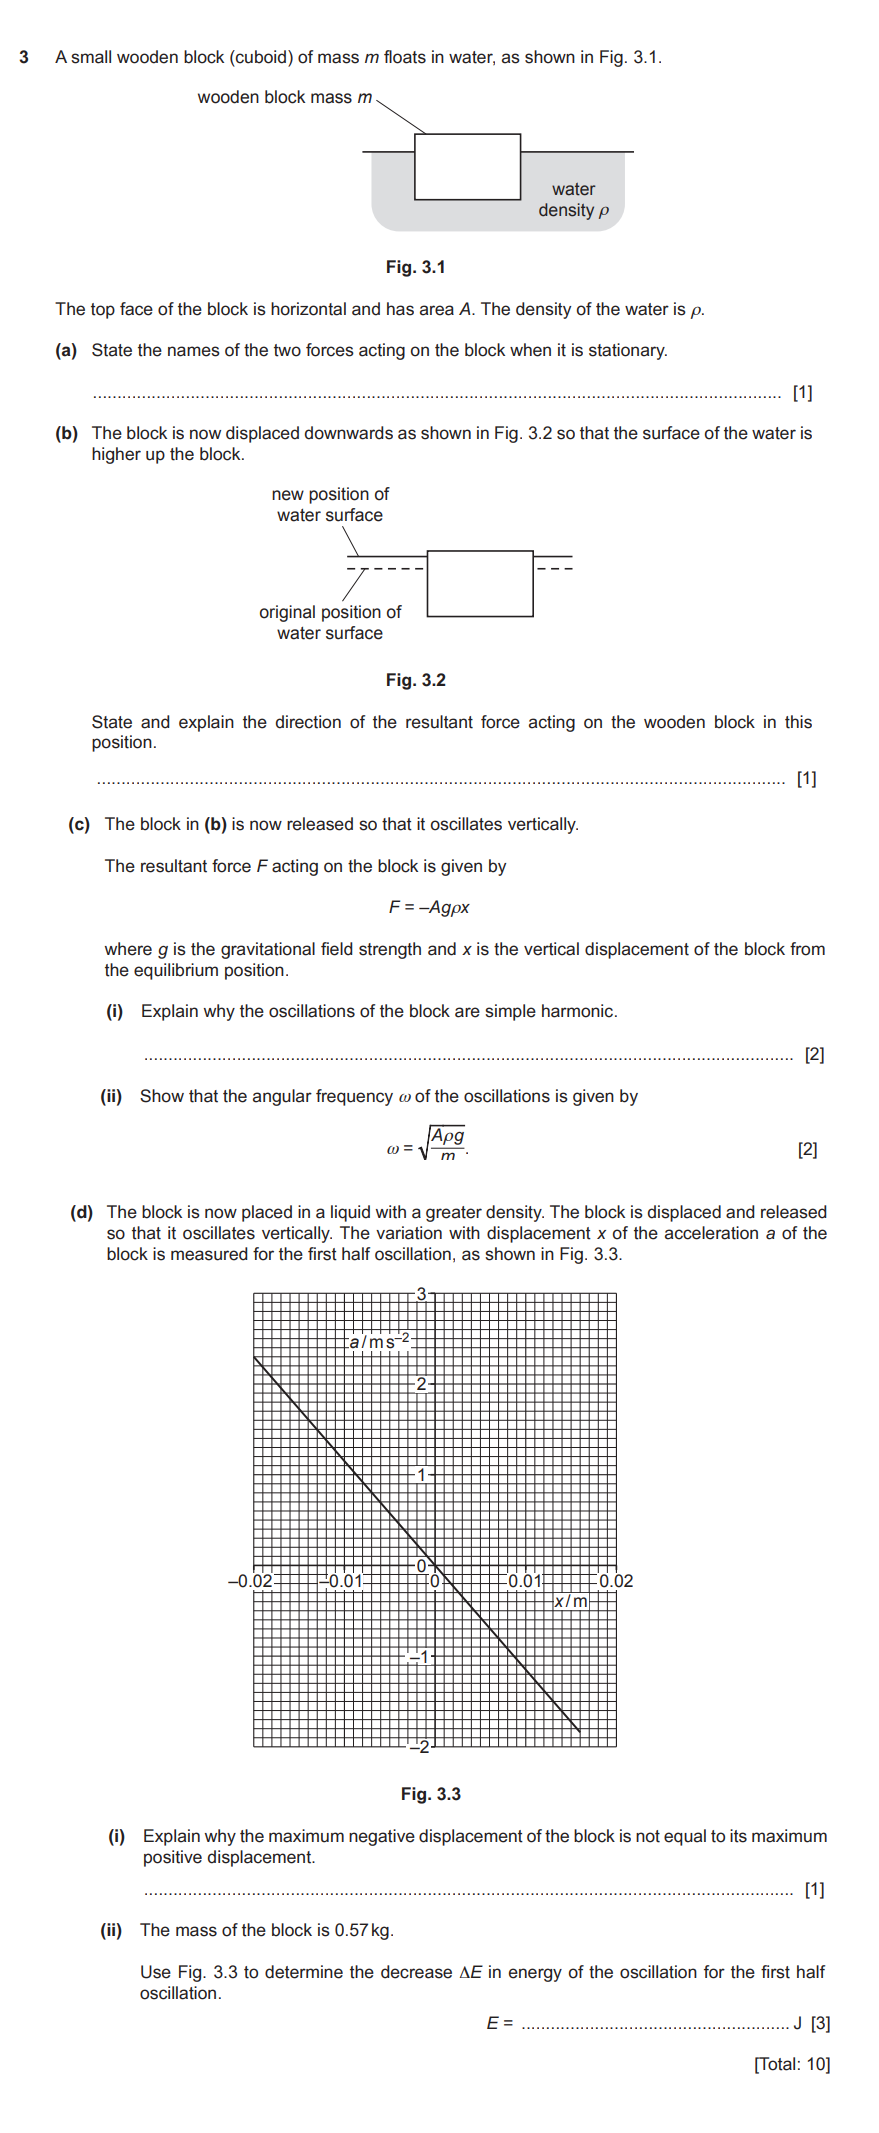 3 A small wooden block (cuboid) of mass m floats in water, as shown in Fig. 3.1.
wooden block mass m
water
density ρ
Fig. 3.1
The top face of the block is horizontal and has area A. The density of the water is ρ.
(a) State the names of the two forces acting on the block when it is stationary.
[1]
(b) The block is now displaced downwards as shown in Fig. 3.2 so that the surface of the water is
higher up the block.
new position of
water surface
original position of
water surface
Fig. 3.2
State and explain the direction of the resultant force acting on the wooden block in this
position.
[1]
(c) The block in (b) is now released so that it oscillates vertically.
The resultant force F acting on the block is given by
F = –Agρx
where g is the gravitational field strength and x is the vertical displacement of the block from
the equilibrium position.
(i) Explain why the oscillations of the block are simple harmonic.
[2]
(ii) Show that the angular frequency ω of the oscillations is given by
ω = √(Aρg/m).
[2]
(d) The block is now placed in a liquid with a greater density. The block is displaced and released
so that it oscillates vertically. The variation with displacement x of the acceleration a of the
block is measured for the first half oscillation, as shown in Fig. 3.3.
3
a / m s⁻²
2
1
0
–0.02 –0.01 0 0.01 0.02
x / m
–1
–2
Fig. 3.3
(i) Explain why the maximum negative displacement of the block is not equal to its maximum
positive displacement.
[1]
(ii) The mass of the block is 0.57 kg.
Use Fig. 3.3 to determine the decrease ΔE in energy of the oscillation for the first half
oscillation.
E = ........................................................ J [3]
[Total: 10]